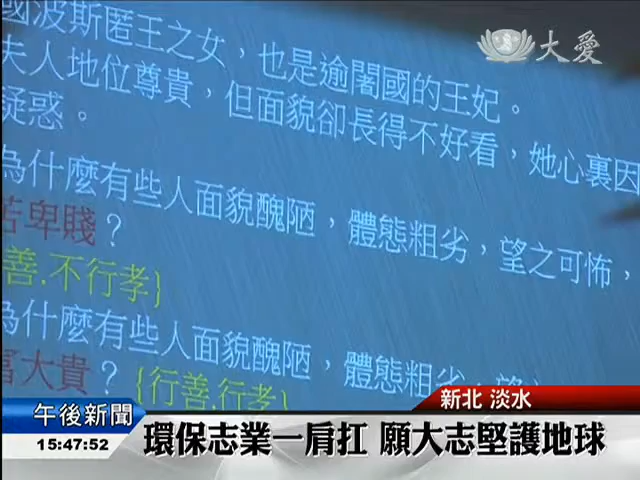 國波斯匿王之女，也是逾闍國的王妃。
大愛
夫人地位尊貴，但面貌卻長得不好看，她心裏因
疑惑。
為什麼有些人面貌醜陋，體態粗劣，望之可怖，
苦卑賤？
善.不行孝}
為什麼有些人面貌醜陋，體態粗劣，望
富大貴？{行善.行孝}
新北 淡水
午後新聞
15:47:52
環保志業一肩扛 願大志堅護地球